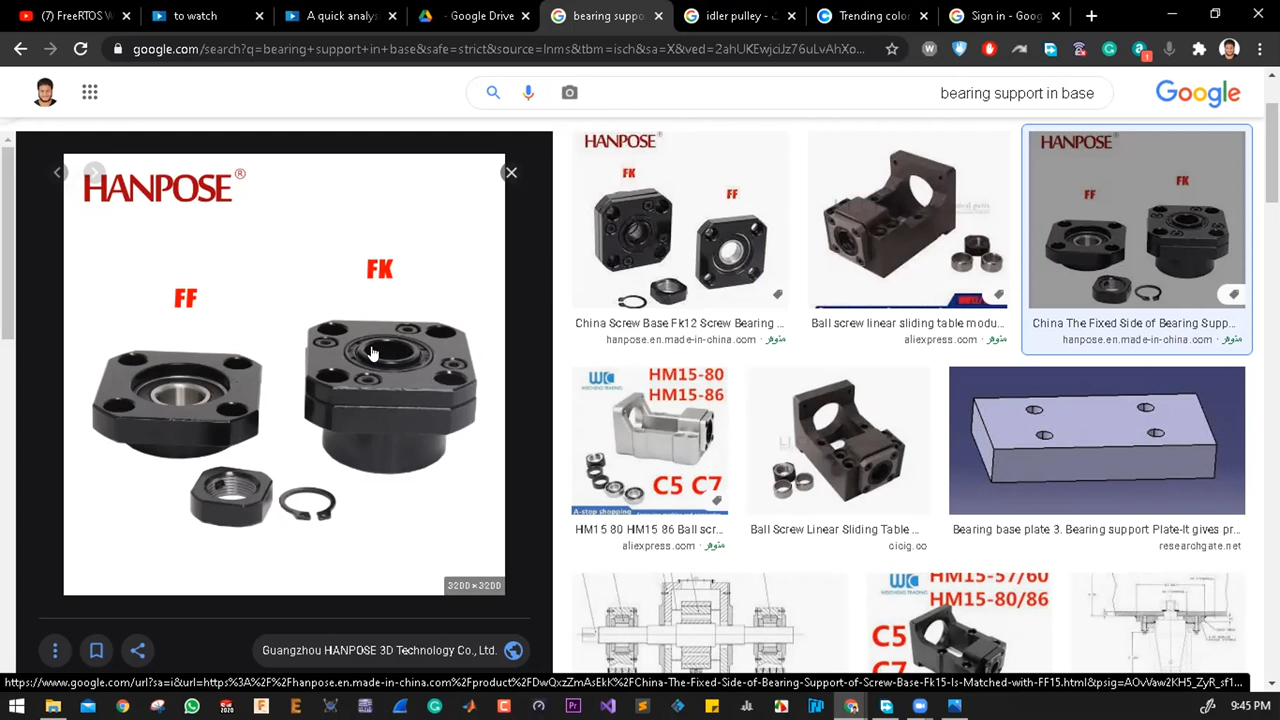 (7) FreeRTOS W
to watch
A quick analys
- Google Drive
bearing suppo
idler pulley -
Trending color
Sign in - Goog
google.com/search?q=bearing+support+in+base&safe=strict&source=lnms&tbm=isch&sa=X&ved=2ahUKEwjciJz76uLvAhXo...
bearing support in base
Google
HANPOSE®
FF
FK
3200×3200
Guangzhou HANPOSE 3D Technology Co., Ltd.
HANPOSE®
FK
FF
China Screw Base Fk12 Screw Bearing ...
hanpose.en.made-in-china.com · متوفر
Ball screw linear sliding table modu...
aliexpress.com · متوفر
HANPOSE®
FF
FK
China The Fixed Side of Bearing Supp...
hanpose.en.made-in-china.com · متوفر
HM15-80
HM15-86
C5 C7
A-stop shopping
HM15 80 HM15 86 Ball scr...
aliexpress.com · متوفر
Ball Screw Linear Sliding Table ...
cicig.co
Bearing base plate 3. Bearing support Plate-It gives pr...
researchgate.net
HM15-57/60
HM15-80/86
C5
C7
https://www.google.com/url?sa=i&url=https%3A%2F%2Fhanpose.en.made-in-china.com%2Fproduct%2FDwQxZzmAsEkK%2FChina-The-Fixed-Side-of-Bearing-Support-of-Screw-Base-Fk15-Is-Matched-with-FF15.html&psig=AOvVaw2KH5_ZyR_sf1...
9:45 PM